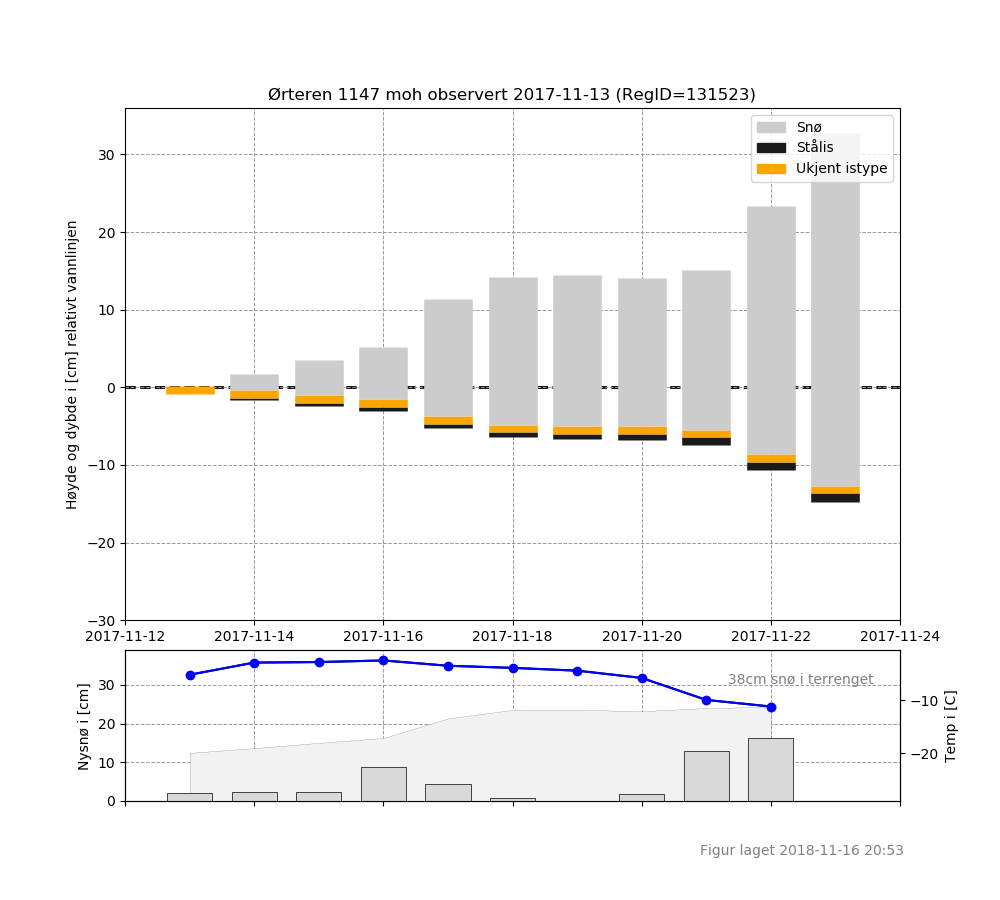 Ørteren 1147 moh observert 2017-11-13 (RegID=131523)
Snø
Stålis
Ukjent istype
Høyde og dybde i [cm] relativt vannlinjen
30
20
10
0
−10
−20
−30
2017-11-12 2017-11-14 2017-11-16 2017-11-18 2017-11-20 2017-11-22 2017-11-24
38cm snø i terrenget
Nysnø i [cm]
30
20
10
0
Temp i [C]
−10
−20
Figur laget 2018-11-16 20:53